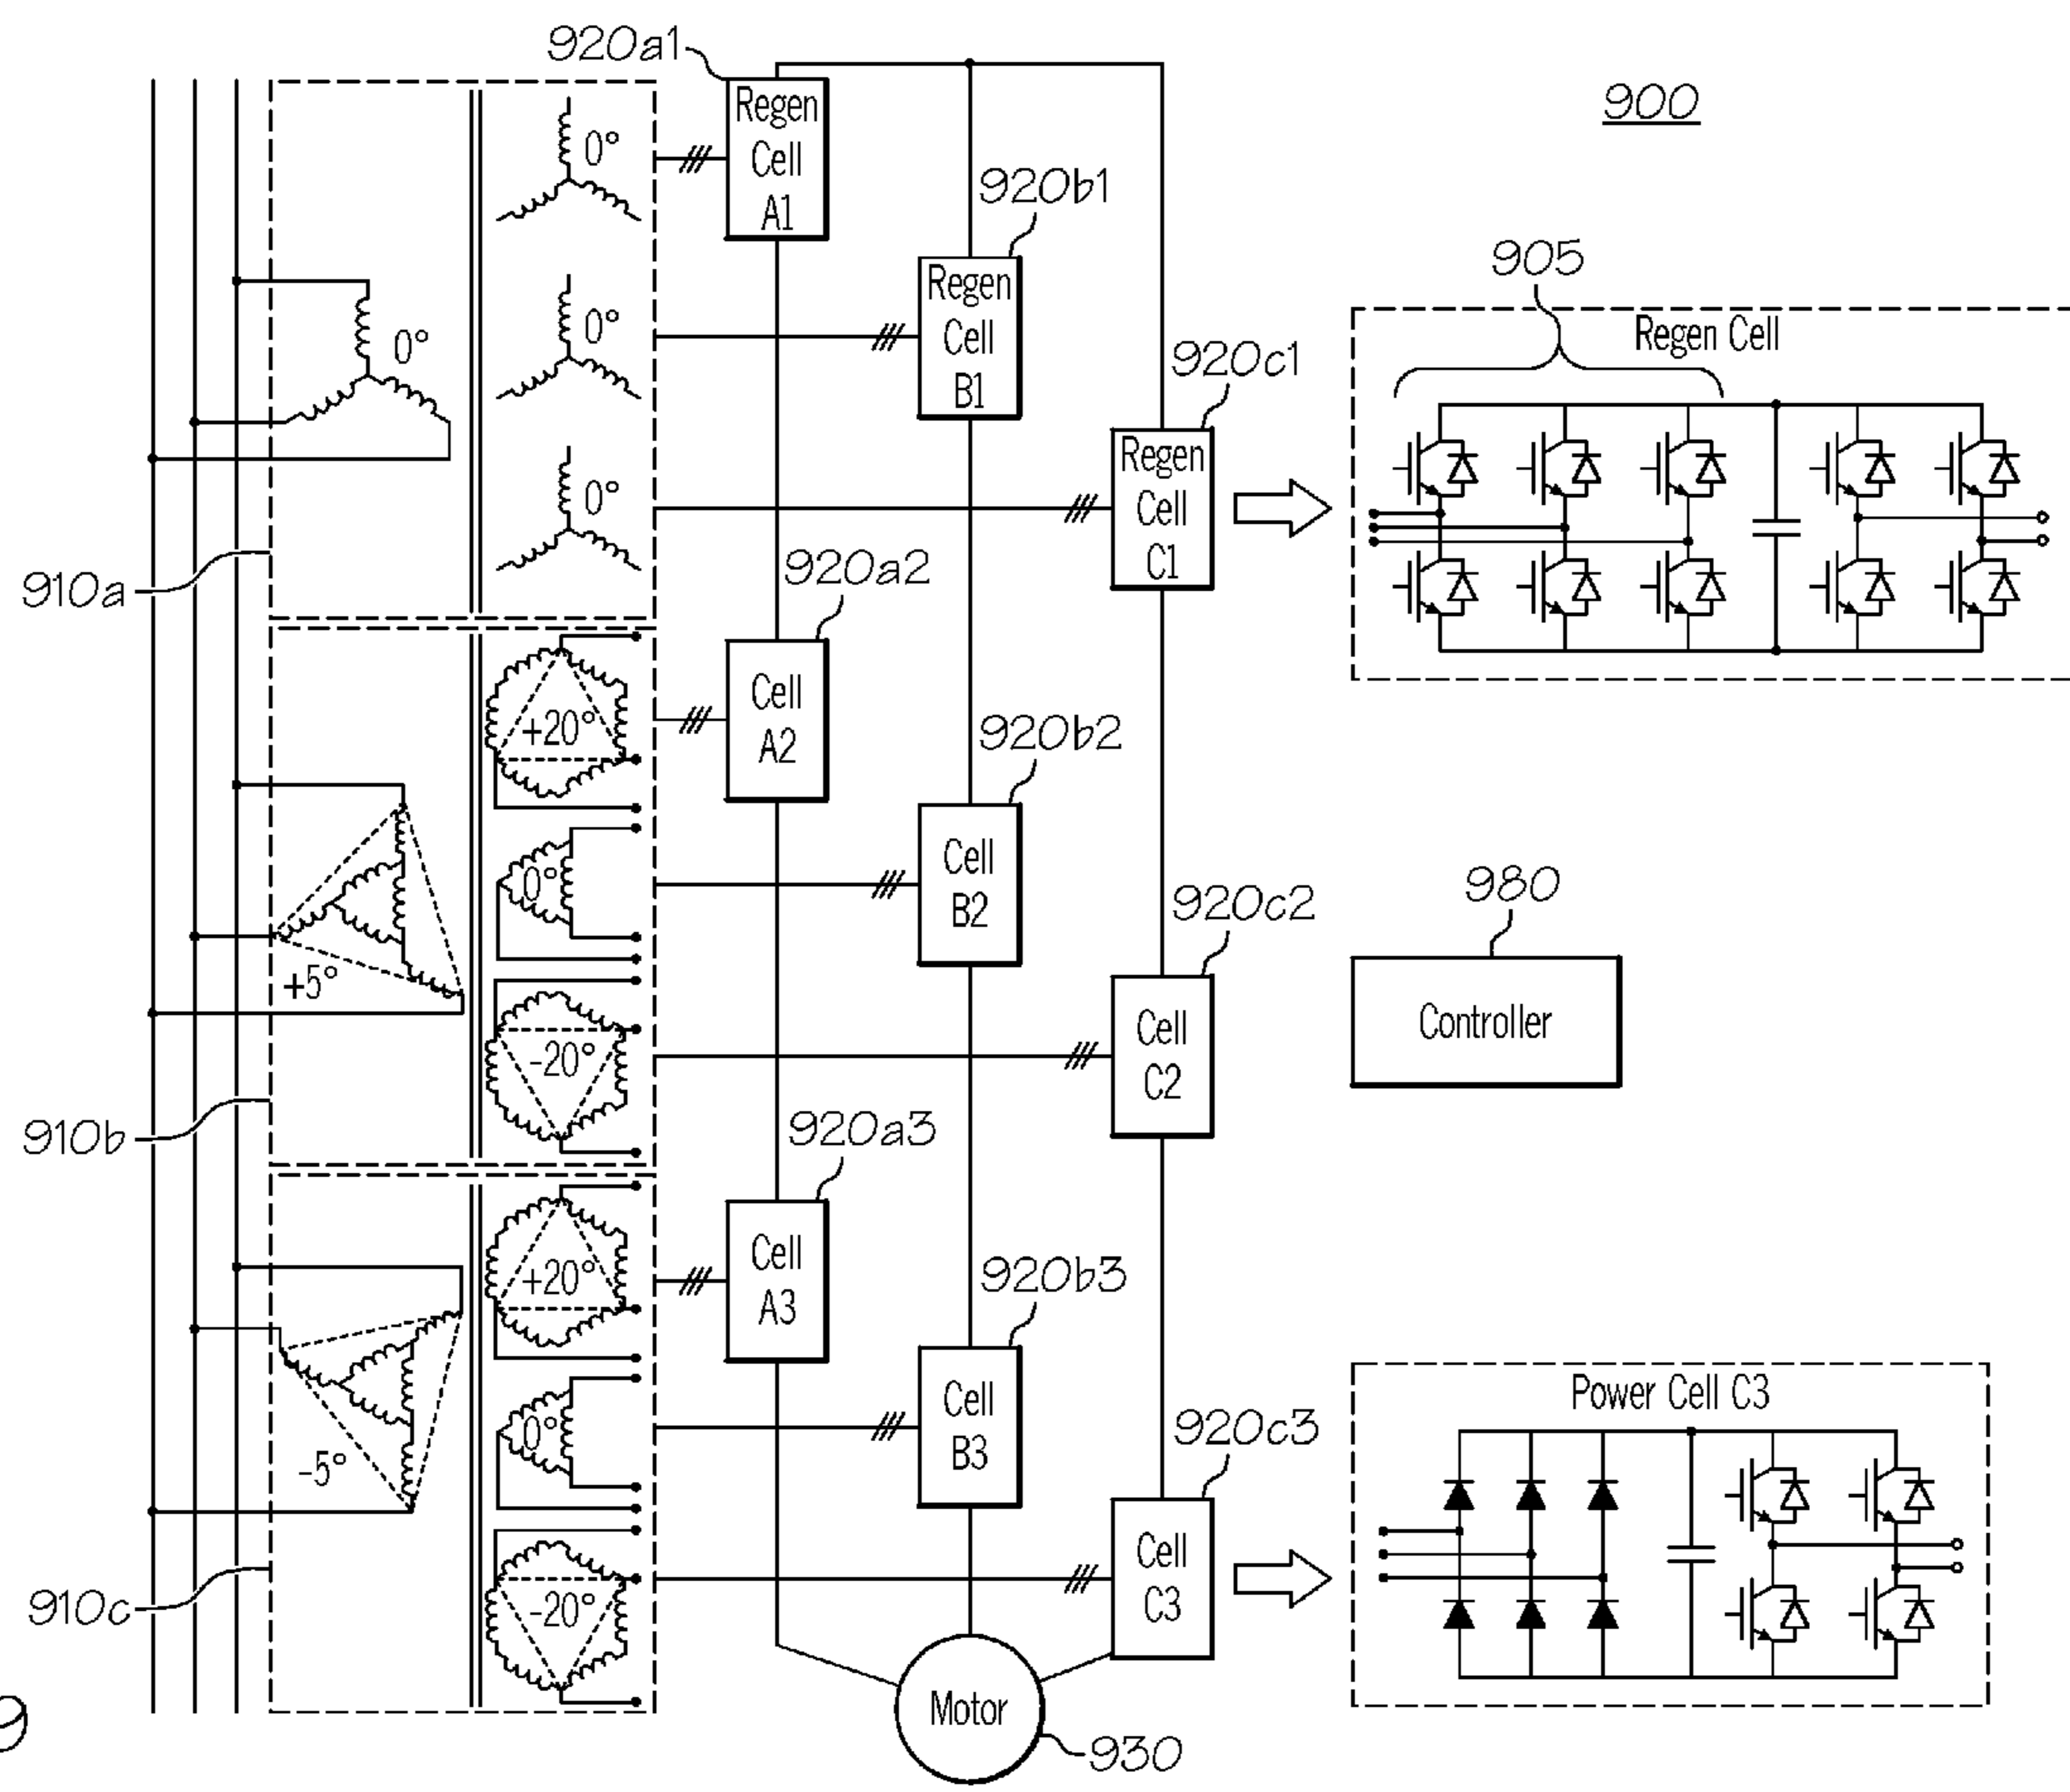 920a1
900
Regen
Cell
A1
0°
920b1
Regen
Cell
B1
0°
0°
905
Regen Cell
920c1
Regen
Cell
C1
0°
910a
920a2
Cell
A2
+20°
920b2
Cell
B2
0°
980
Controller
920c2
Cell
C2
+5°
-20°
910b
920a3
Cell
A3
+20°
920b3
Cell
B3
0°
-5°
Power Cell C3
920c3
Cell
C3
-20°
910c
Motor
930
9